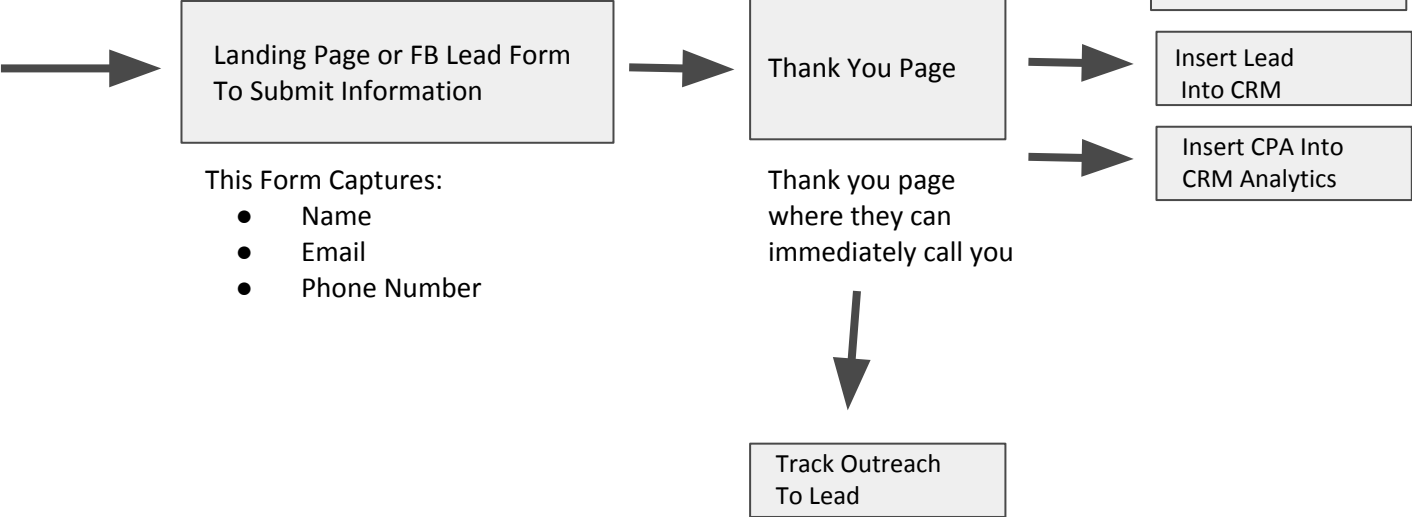 Landing Page or FB Lead Form
To Submit Information
This Form Captures:
● Name
● Email
● Phone Number
Thank You Page
Thank you page
where they can
immediately call you
Insert Lead
Into CRM
Insert CPA Into
CRM Analytics
Track Outreach
To Lead